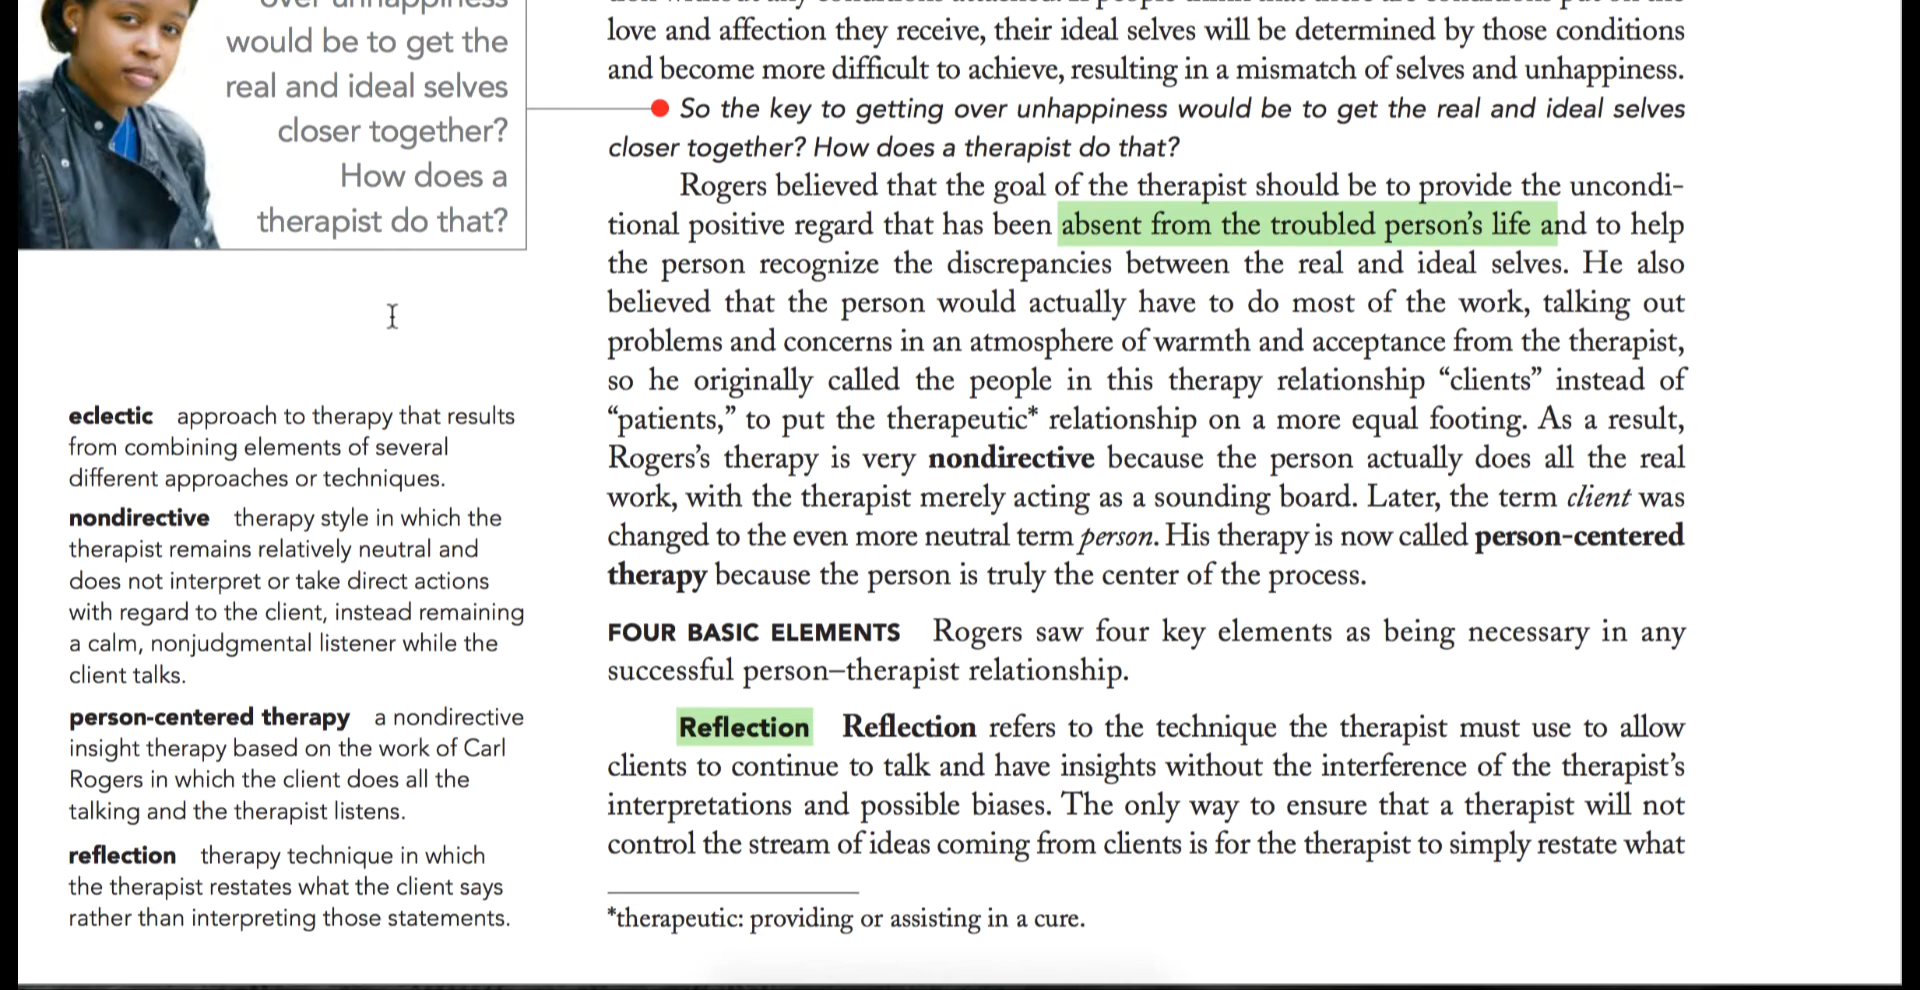 would be to get the
real and ideal selves
closer together?
How does a
therapist do that?
eclectic approach to therapy that results
from combining elements of several
different approaches or techniques.
nondirective therapy style in which the
therapist remains relatively neutral and
does not interpret or take direct actions
with regard to the client, instead remaining
a calm, nonjudgmental listener while the
client talks.
person-centered therapy a nondirective
insight therapy based on the work of Carl
Rogers in which the client does all the
talking and the therapist listens.
reflection therapy technique in which
the therapist restates what the client says
rather than interpreting those statements.
love and affection they receive, their ideal selves will be determined by those conditions
and become more difficult to achieve, resulting in a mismatch of selves and unhappiness.
So the key to getting over unhappiness would be to get the real and ideal selves
closer together? How does a therapist do that?
Rogers believed that the goal of the therapist should be to provide the uncondi-
tional positive regard that has been absent from the troubled person's life and to help
the person recognize the discrepancies between the real and ideal selves. He also
believed that the person would actually have to do most of the work, talking out
problems and concerns in an atmosphere of warmth and acceptance from the therapist,
so he originally called the people in this therapy relationship “clients” instead of
“patients,” to put the therapeutic* relationship on a more equal footing. As a result,
Rogers's therapy is very nondirective because the person actually does all the real
work, with the therapist merely acting as a sounding board. Later, the term client was
changed to the even more neutral term person. His therapy is now called person-centered
therapy because the person is truly the center of the process.
FOUR BASIC ELEMENTS Rogers saw four key elements as being necessary in any
successful person–therapist relationship.
Reflection Reflection refers to the technique the therapist must use to allow
clients to continue to talk and have insights without the interference of the therapist's
interpretations and possible biases. The only way to ensure that a therapist will not
control the stream of ideas coming from clients is for the therapist to simply restate what
*therapeutic: providing or assisting in a cure.